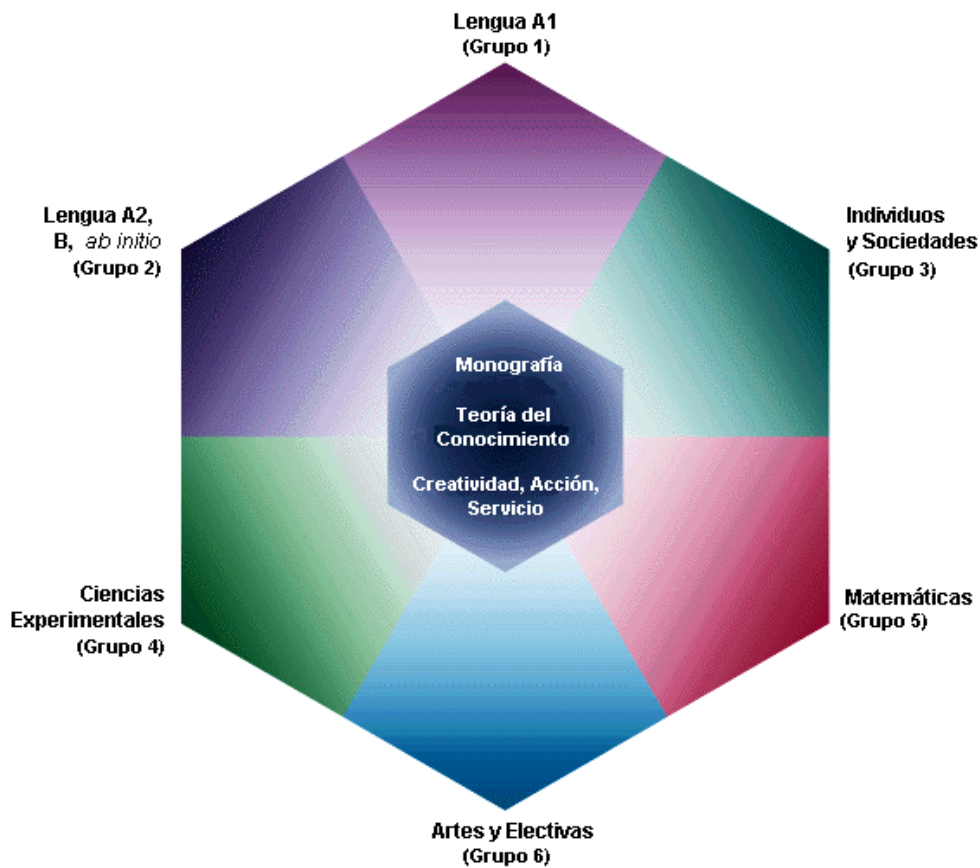 Lengua A1
(Grupo 1)
Lengua A2,
B, ab initio
(Grupo 2)
Individuos
y Sociedades
(Grupo 3)
Monografía
Teoría del
Conocimiento
Creatividad, Acción,
Servicio
Ciencias
Experimentales
(Grupo 4)
Matemáticas
(Grupo 5)
Artes y Electivas
(Grupo 6)